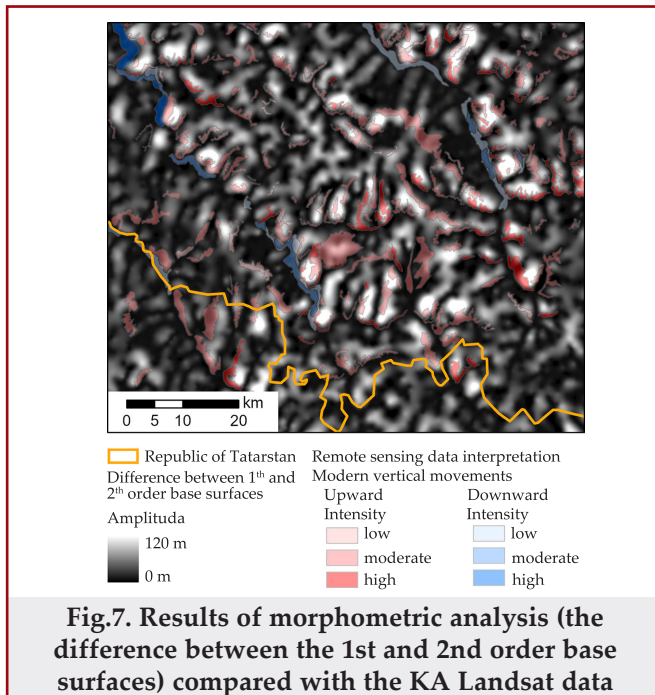 km
0 5 10 20
Republic of Tatarstan
Difference between 1th and
2th order base surfaces
Amplituda
120 m
0 m
Remote sensing data interpretation
Modern vertical movements
Upward
Intensity
low
moderate
high
Downward
Intensity
low
moderate
high
Fig.7. Results of morphometric analysis (the
difference between the 1st and 2nd order base
surfaces) compared with the KA Landsat data